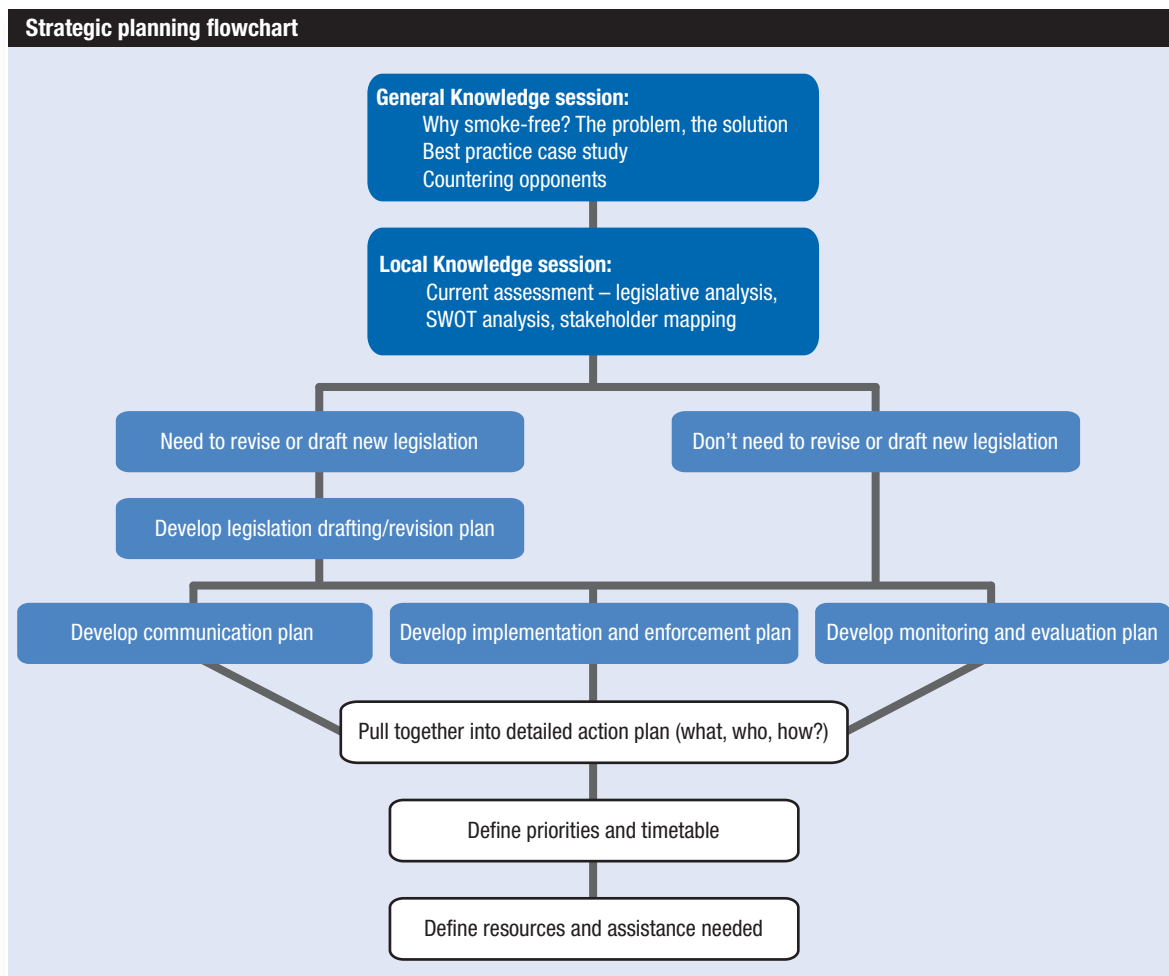 Strategic planning flowchart
General Knowledge session:
Why smoke-free? The problem, the solution
Best practice case study
Countering opponents
Local Knowledge session:
Current assessment – legislative analysis,
SWOT analysis, stakeholder mapping
Need to revise or draft new legislation
Don’t need to revise or draft new legislation
Develop legislation drafting/revision plan
Develop communication plan
Develop implementation and enforcement plan
Develop monitoring and evaluation plan
Pull together into detailed action plan (what, who, how?)
Define priorities and timetable
Define resources and assistance needed